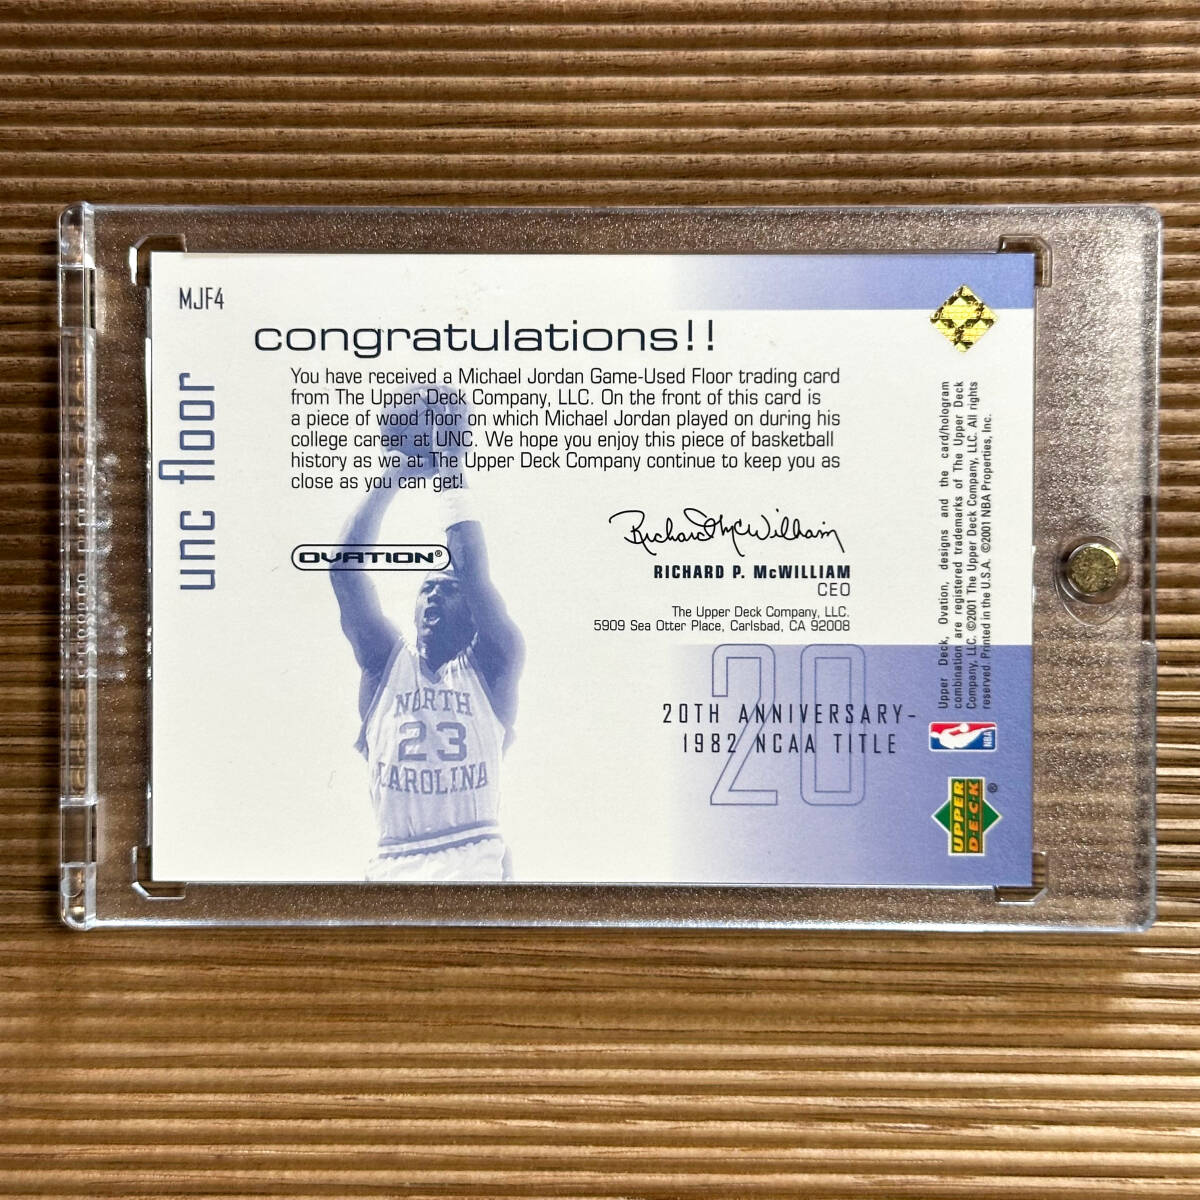 MJF4
congratulations!!
You have received a Michael Jordan Game-Used Floor trading card
from The Upper Deck Company, LLC. On the front of this card is
a piece of wood floor on which Michael Jordan played on during his
college career at UNC. We hope you enjoy this piece of basketball
history as we at The Upper Deck Company continue to keep you as
close as you can get!
unc floor
OVATION®
Richard McWilliam
RICHARD P. McWILLIAM
CEO
The Upper Deck Company, LLC.
5909 Sea Otter Place, Carlsbad, CA 92008
NORTH
23
CAROLINA
20
20TH ANNIVERSARY-
1982 NCAA TITLE
Upper Deck, Ovation, designs and the card/hologram
combination are registered trademarks of The Upper Deck
Company, LLC. ©2001 The Upper Deck Company, LLC. All rights
reserved. Printed in the U.S.A. ©2001 NBA Properties, Inc.
NBA
UPPER
DECK
®